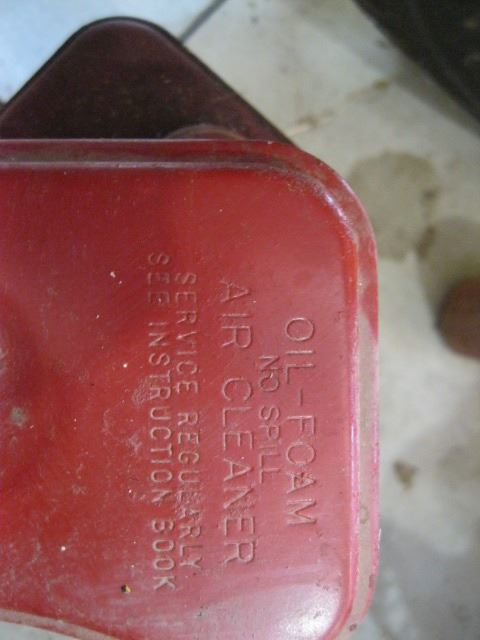 OIL-FOAM
NO SPILL
AIR CLEANER
SERVICE REGULARLY
SEE INSTRUCTION BOOK